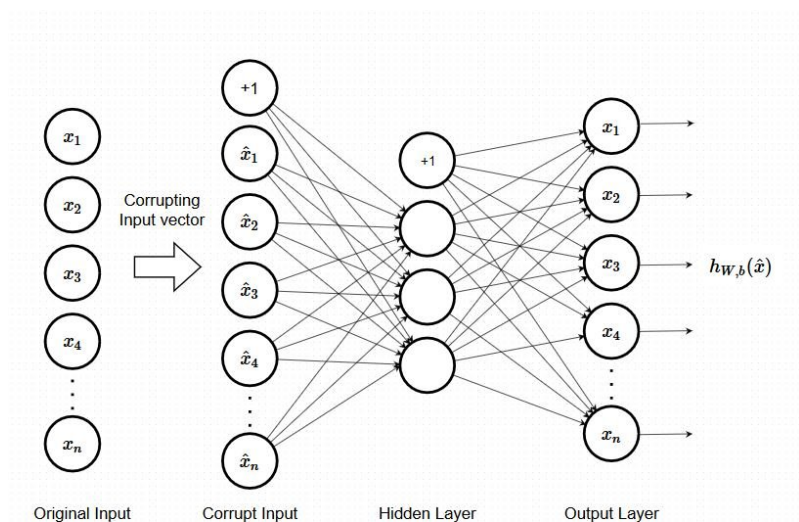 +1
x₁
x̂₁
+1
x₁
Corrupting
Input vector
x₂
x̂₂
x₂
x₃
x̂₃
x₃
h_{W,b}(x̂)
x₄
x̂₄
x₄
xₙ
x̂ₙ
xₙ
Original Input
Corrupt Input
Hidden Layer
Output Layer